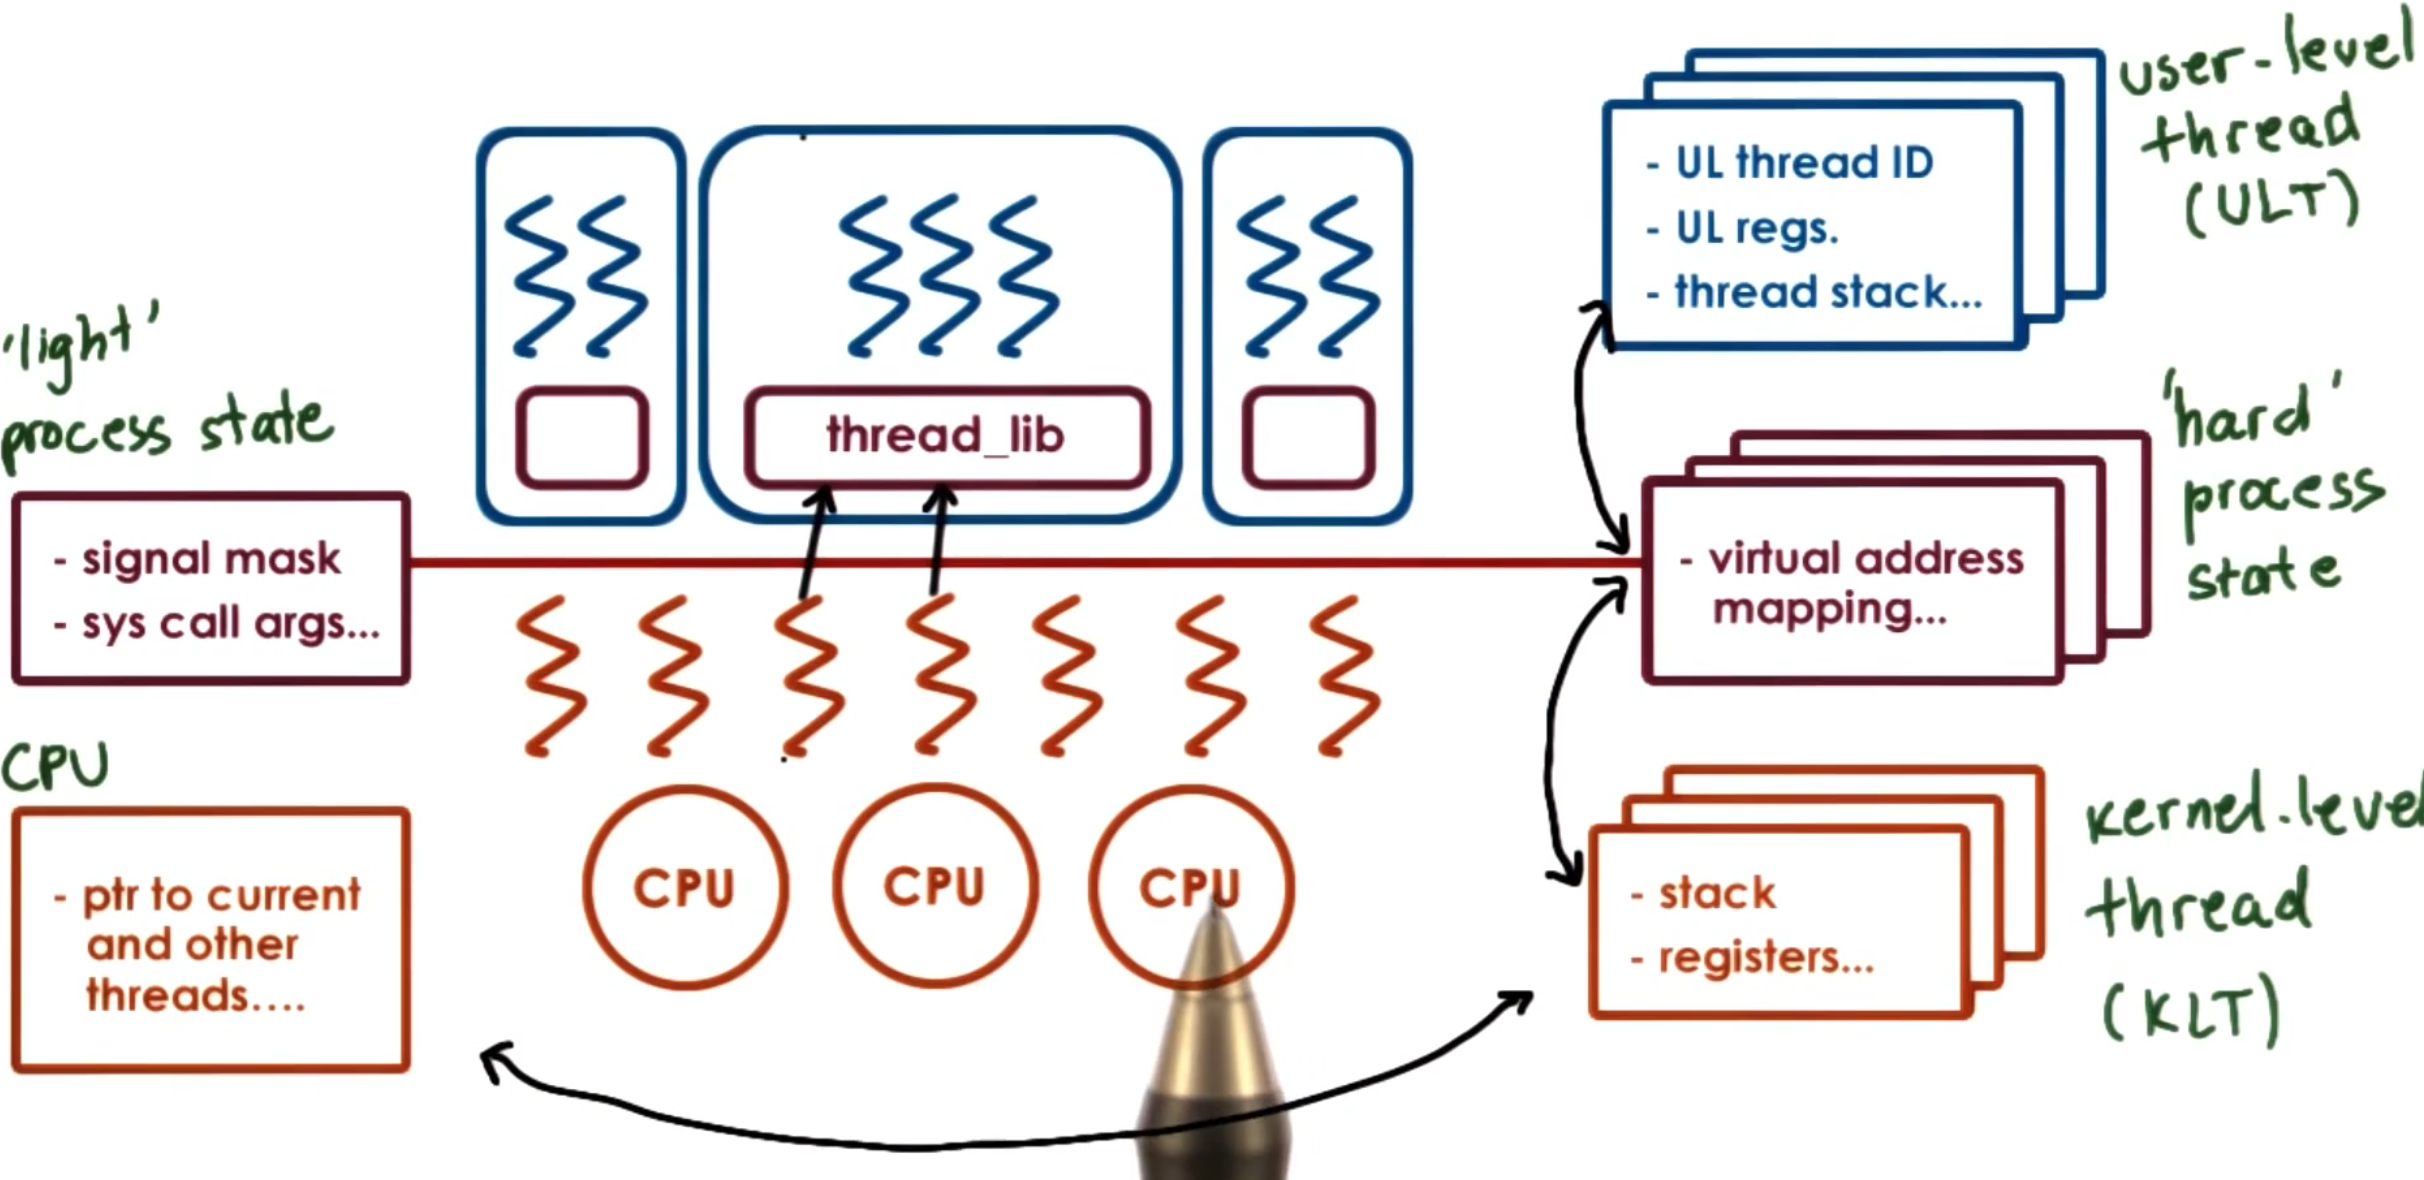 user-level
thread
(ULT)
- UL thread ID
- UL regs.
- thread stack...
'light'
process state
thread_lib
'hard'
process
state
- signal mask
- sys call args...
- virtual address
mapping...
CPU
- ptr to current
and other
threads....
CPU
CPU
CPU
- stack
- registers...
kernel-level
thread
(KLT)